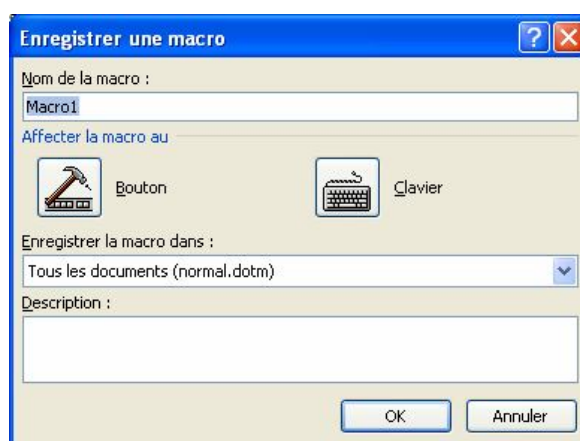 Enregistrer une macro
Nom de la macro :
Macro1
Affecter la macro au
Bouton
Clavier
Enregistrer la macro dans :
Tous les documents (normal.dotm)
Description :
OK
Annuler